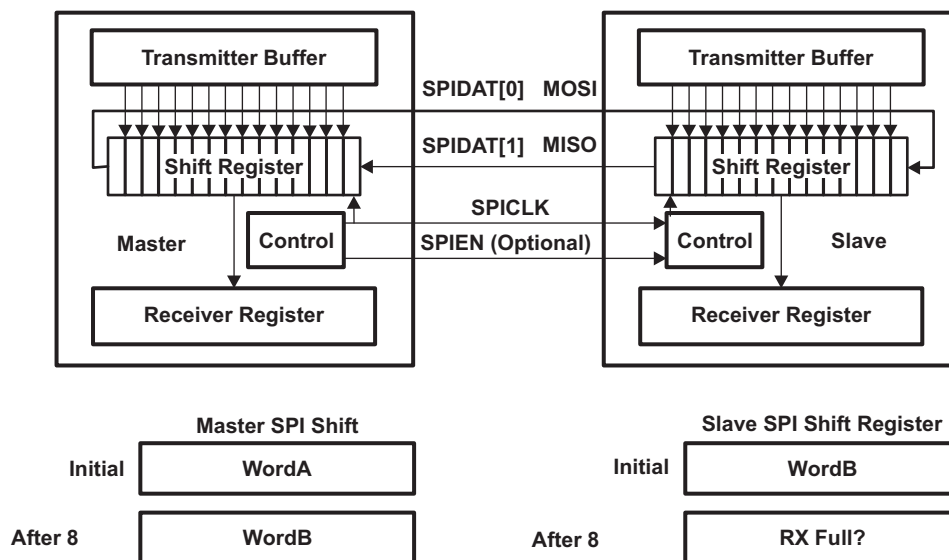 Transmitter Buffer
Transmitter Buffer
SPIDAT[0] MOSI
SPIDAT[1] MISO
Shift Register
Shift Register
SPICLK
Master
Control
SPIEN (Optional)
Control
Slave
Receiver Register
Receiver Register
Master SPI Shift
Slave SPI Shift Register
Initial
WordA
Initial
WordB
After 8
WordB
After 8
RX Full?